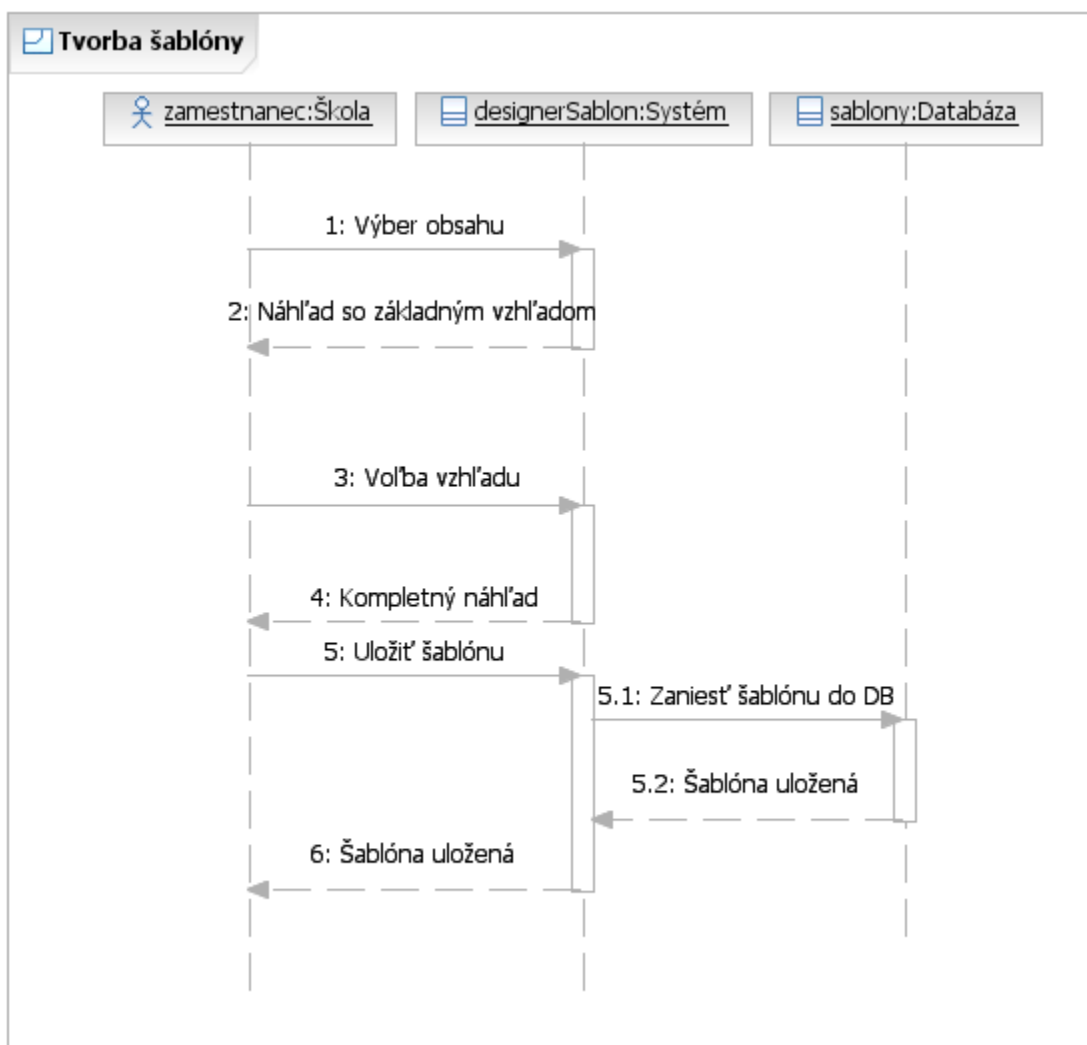 Tvorba šablóny
zamestnanec:Škola
designerSablon:Systém
sablony:Databáza
1: Výber obsahu
2: Náhľad so základným vzhľadom
3: Voľba vzhľadu
4: Kompletný náhľad
5: Uložiť šablónu
5.1: Zaniesť šablónu do DB
5.2: Šablóna uložená
6: Šablóna uložená